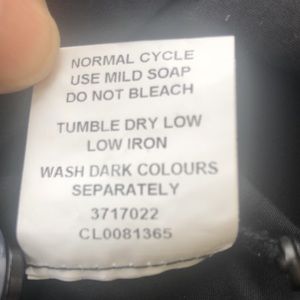 NORMAL CYCLE
USE MILD SOAP
DO NOT BLEACH
TUMBLE DRY LOW
LOW IRON
WASH DARK COLOURS
SEPARATELY
3717022
CL0081365